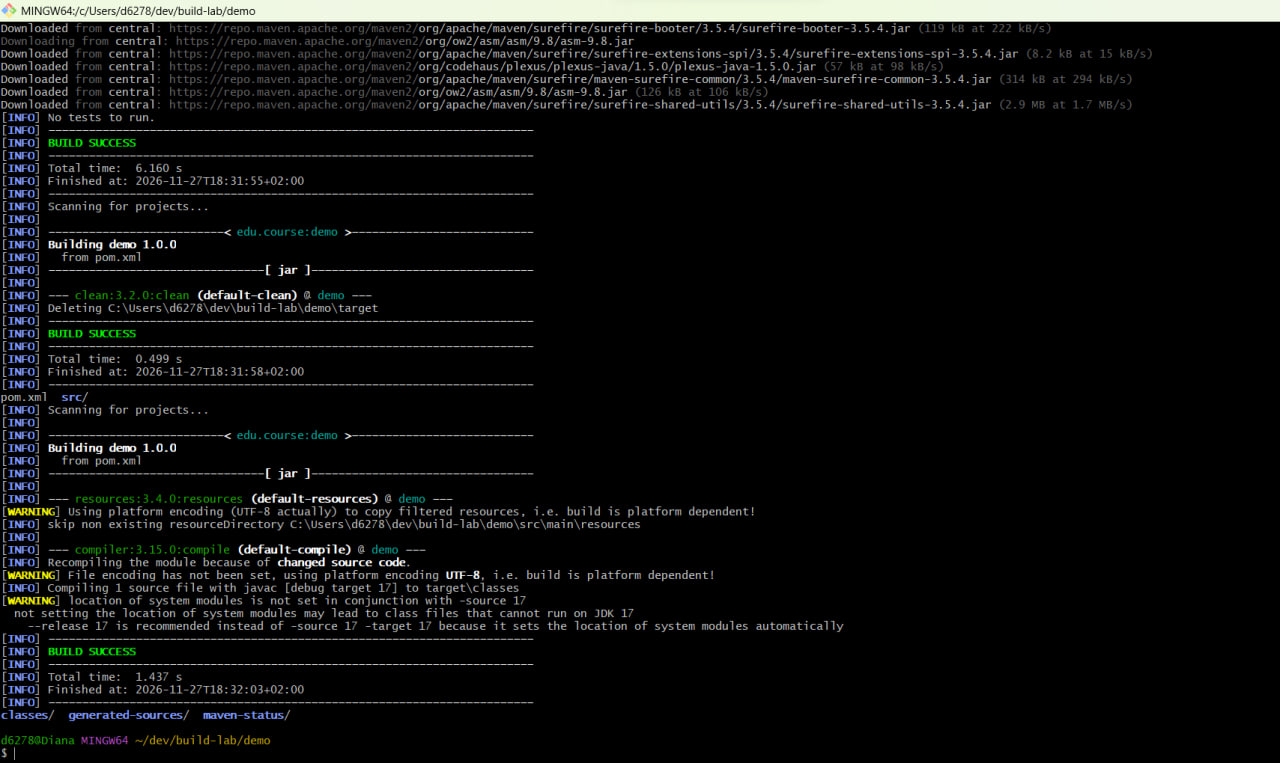 MINGW64:/c/Users/d6278/dev/build-lab/demo
Downloaded from central: https://repo.maven.apache.org/maven2/org/apache/maven/surefire/surefire-booter/3.5.4/surefire-booter-3.5.4.jar (119 kB at 222 kB/s)
Downloading from central: https://repo.maven.apache.org/maven2/org/ow2/asm/asm/9.8/asm-9.8.jar
Downloaded from central: https://repo.maven.apache.org/maven2/org/apache/maven/surefire/surefire-extensions-spi/3.5.4/surefire-extensions-spi-3.5.4.jar (8.2 kB at 15 kB/s)
Downloaded from central: https://repo.maven.apache.org/maven2/org/codehaus/plexus/plexus-java/1.5.0/plexus-java-1.5.0.jar (57 kB at 98 kB/s)
Downloaded from central: https://repo.maven.apache.org/maven2/org/apache/maven/surefire/maven-surefire-common/3.5.4/maven-surefire-common-3.5.4.jar (314 kB at 294 kB/s)
Downloaded from central: https://repo.maven.apache.org/maven2/org/ow2/asm/asm/9.8/asm-9.8.jar (126 kB at 106 kB/s)
Downloaded from central: https://repo.maven.apache.org/maven2/org/apache/maven/surefire/surefire-shared-utils/3.5.4/surefire-shared-utils-3.5.4.jar (2.9 MB at 1.7 MB/s)
[INFO] No tests to run.
[INFO] ------------------------------------------------------------------------
[INFO] BUILD SUCCESS
[INFO] ------------------------------------------------------------------------
[INFO] Total time:  6.160 s
[INFO] Finished at: 2026-11-27T18:31:55+02:00
[INFO] ------------------------------------------------------------------------
[INFO] Scanning for projects...
[INFO]
[INFO] --------------------------< edu.course:demo >---------------------------
[INFO] Building demo 1.0.0
[INFO]   from pom.xml
[INFO] --------------------------------[ jar ]---------------------------------
[INFO]
[INFO] --- clean:3.2.0:clean (default-clean) @ demo ---
[INFO] Deleting C:\Users\d6278\dev\build-lab\demo\target
[INFO] ------------------------------------------------------------------------
[INFO] BUILD SUCCESS
[INFO] ------------------------------------------------------------------------
[INFO] Total time:  0.499 s
[INFO] Finished at: 2026-11-27T18:31:58+02:00
[INFO] ------------------------------------------------------------------------
pom.xml  src/
[INFO] Scanning for projects...
[INFO]
[INFO] --------------------------< edu.course:demo >---------------------------
[INFO] Building demo 1.0.0
[INFO]   from pom.xml
[INFO] --------------------------------[ jar ]---------------------------------
[INFO]
[INFO] --- resources:3.4.0:resources (default-resources) @ demo ---
[WARNING] Using platform encoding (UTF-8 actually) to copy filtered resources, i.e. build is platform dependent!
[INFO] skip non existing resourceDirectory C:\Users\d6278\dev\build-lab\demo\src\main\resources
[INFO]
[INFO] --- compiler:3.15.0:compile (default-compile) @ demo ---
[INFO] Recompiling the module because of changed source code.
[WARNING] File encoding has not been set, using platform encoding UTF-8, i.e. build is platform dependent!
[INFO] Compiling 1 source file with javac [debug target 17] to target\classes
[WARNING] location of system modules is not set in conjunction with -source 17
  not setting the location of system modules may lead to class files that cannot run on JDK 17
    --release 17 is recommended instead of -source 17 -target 17 because it sets the location of system modules automatically
[INFO] ------------------------------------------------------------------------
[INFO] BUILD SUCCESS
[INFO] ------------------------------------------------------------------------
[INFO] Total time:  1.437 s
[INFO] Finished at: 2026-11-27T18:32:03+02:00
[INFO] ------------------------------------------------------------------------
classes/  generated-sources/  maven-status/
d6278@Diana MINGW64 ~/dev/build-lab/demo
$